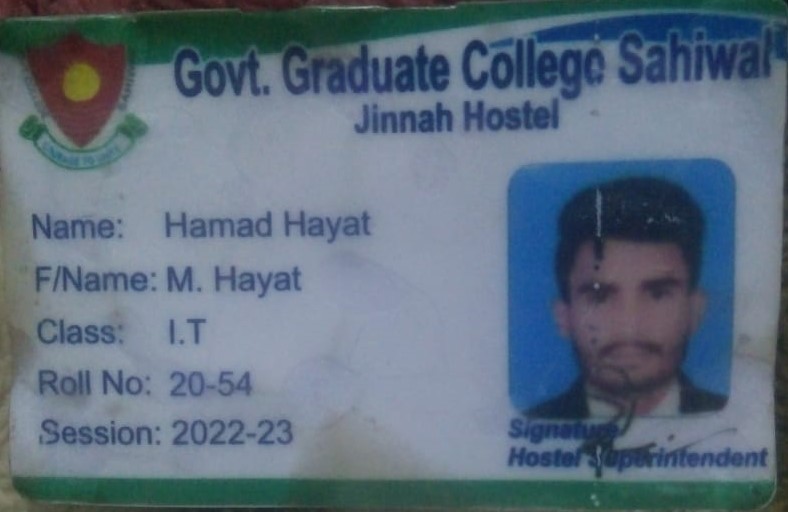 Govt. Graduate College Sahiwal
Jinnah Hostel
Name: Hamad Hayat
F/Name: M. Hayat
Class: I.T
Roll No: 20-54
Session: 2022-23
Signature
Hostel Superintendent